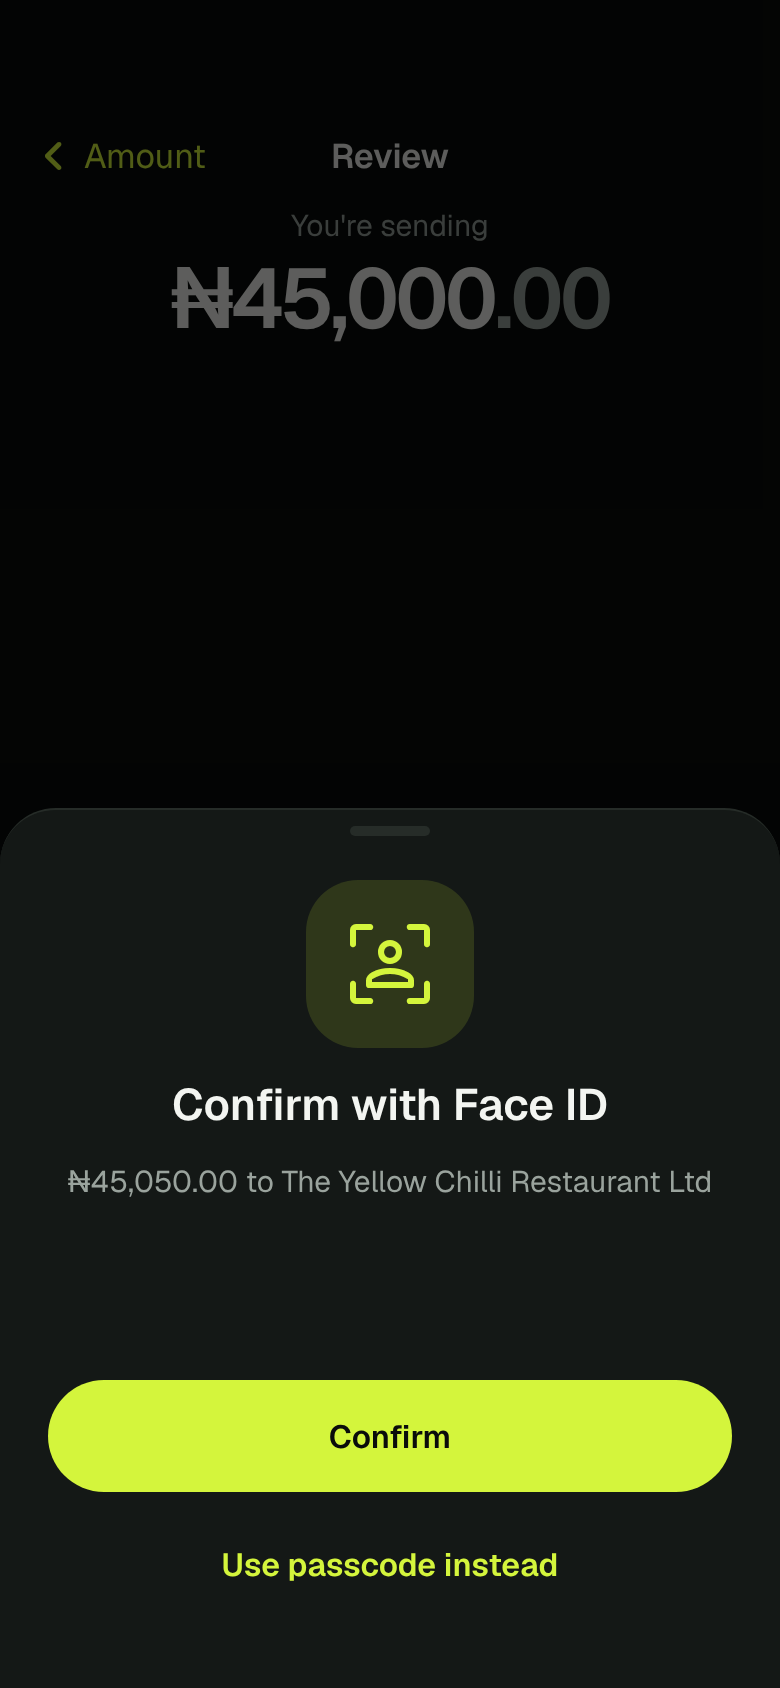 Amount
Review
You're sending
₦45,000.00
Confirm with Face ID
₦45,050.00 to The Yellow Chilli Restaurant Ltd
Confirm
Use passcode instead